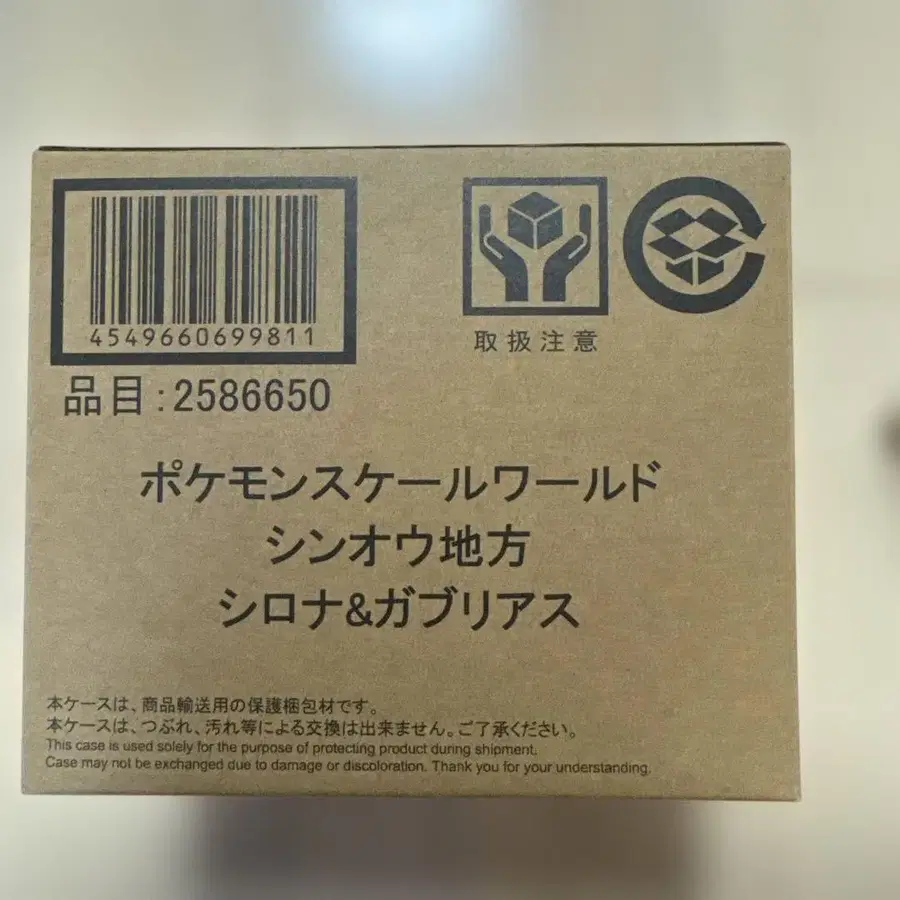 4549660699811
取扱注意
品目:2586650
ポケモンスケールワールド
シンオウ地方
シロナ&ガブリアス
本ケースは、商品輸送用の保護梱包材です。
本ケースは、つぶれ、汚れ等による交換は出来ません。ご了承ください。
This case is used solely for the purpose of protecting product during shipment.
Case may not be exchanged due to damage or discoloration. Thank you for your understanding.